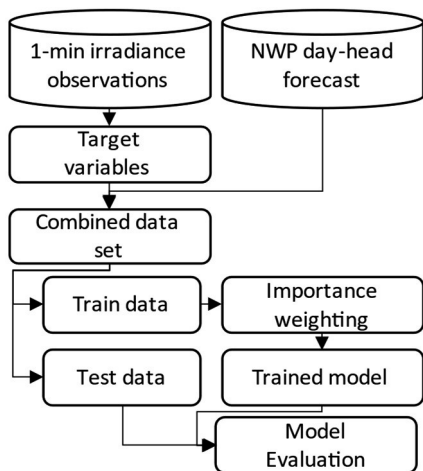 1-min irradiance
observations
NWP day-head
forecast
Target
variables
Combined data
set
Train data
Importance
weighting
Test data
Trained model
Model
Evaluation